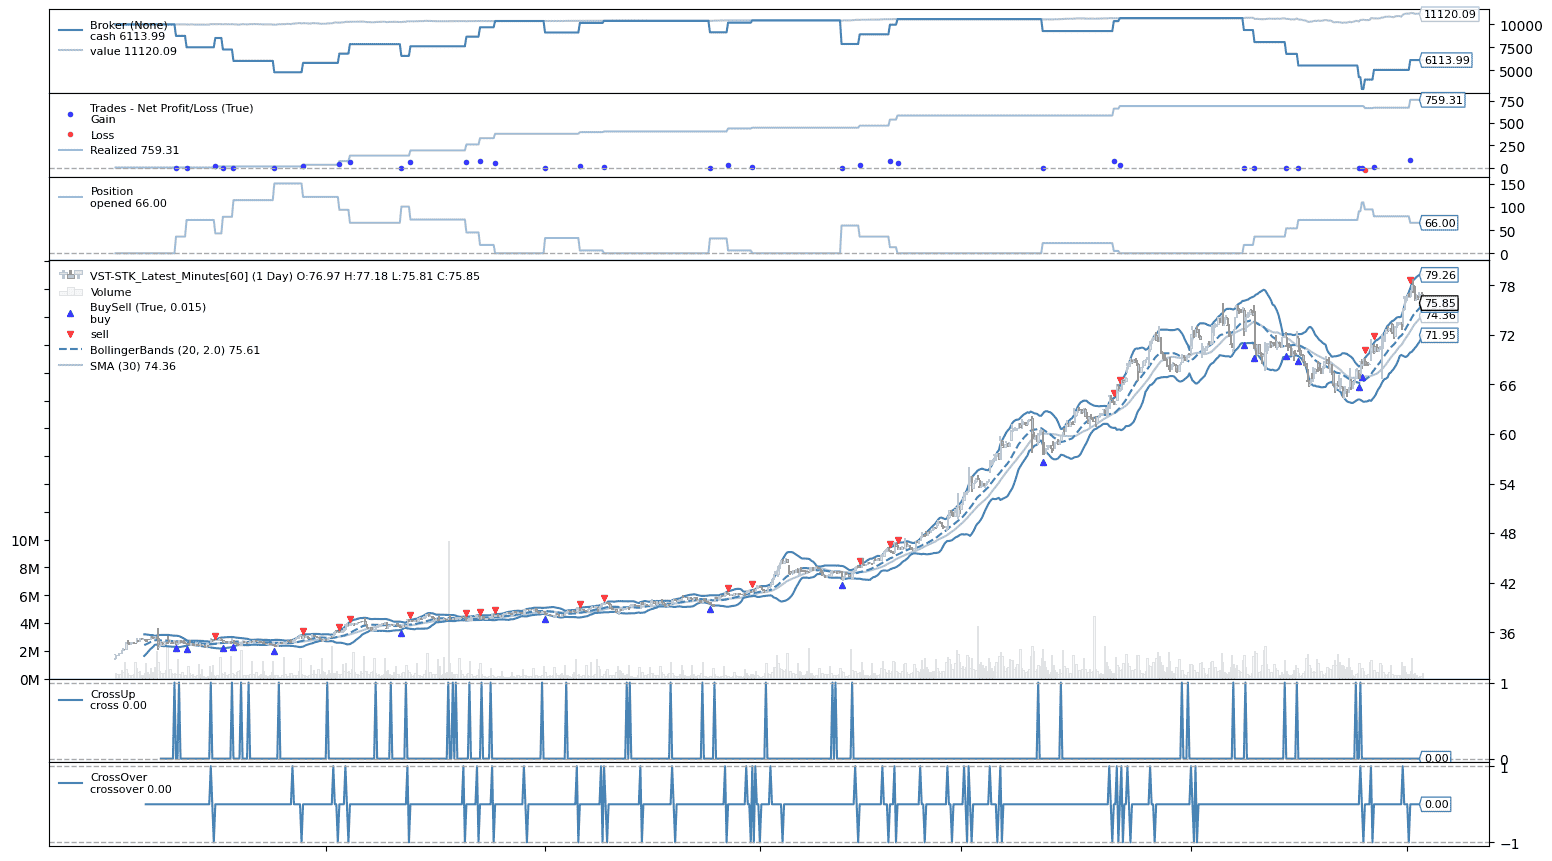 Broker (None)
cash 6113.99
value 11120.09
11120.09
10000
7500
6113.99
5000
Trades - Net Profit/Loss (True)
Gain
Loss
Realized 759.31
759.31
750
500
250
0
Position
opened 66.00
150
100
66.00
50
0
VST-STK_Latest_Minutes[60] (1 Day) O:76.97 H:77.18 L:75.81 C:75.85
Volume
BuySell (True, 0.015)
buy
sell
BollingerBands (20, 2.0) 75.61
SMA (30) 74.36
79.26
78
75.85
74.36
71.95
72
66
60
54
48
42
36
10M
8M
6M
4M
2M
0M
CrossUp
cross 0.00
1
0.00
0
CrossOver
crossover 0.00
1
0.00
−1